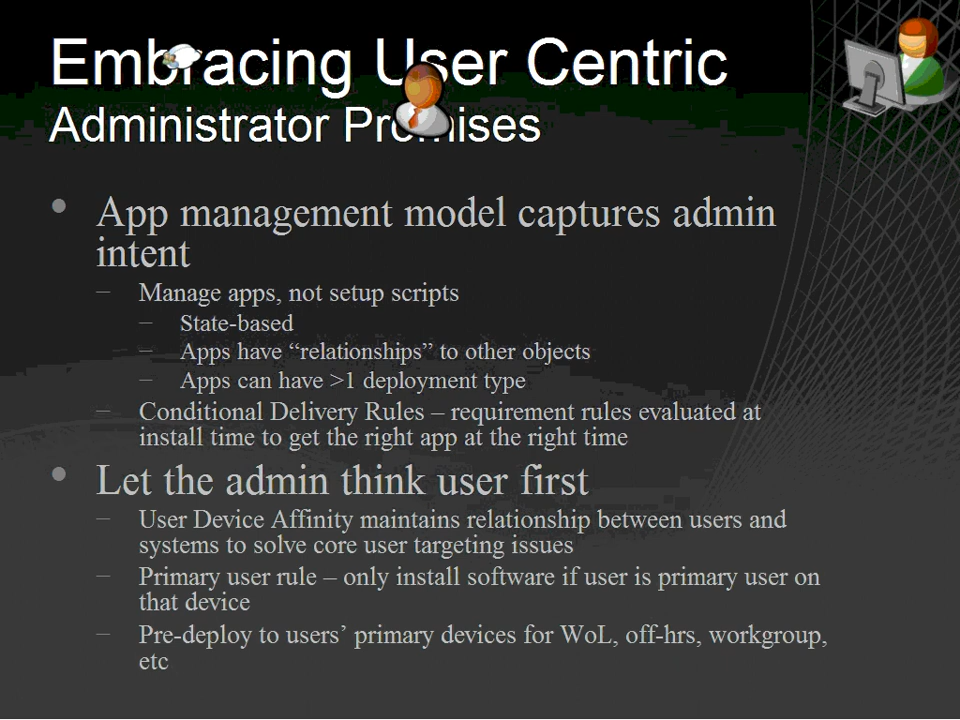 Embracing User Centric
Administrator Promises
• App management model captures admin
intent
– Manage apps, not setup scripts
– State-based
– Apps have “relationships” to other objects
– Apps can have >1 deployment type
– Conditional Delivery Rules – requirement rules evaluated at
install time to get the right app at the right time
• Let the admin think user first
– User Device Affinity maintains relationship between users and
systems to solve core user targeting issues
– Primary user rule – only install software if user is primary user on
that device
– Pre-deploy to users’ primary devices for WoL, off-hrs, workgroup,
etc